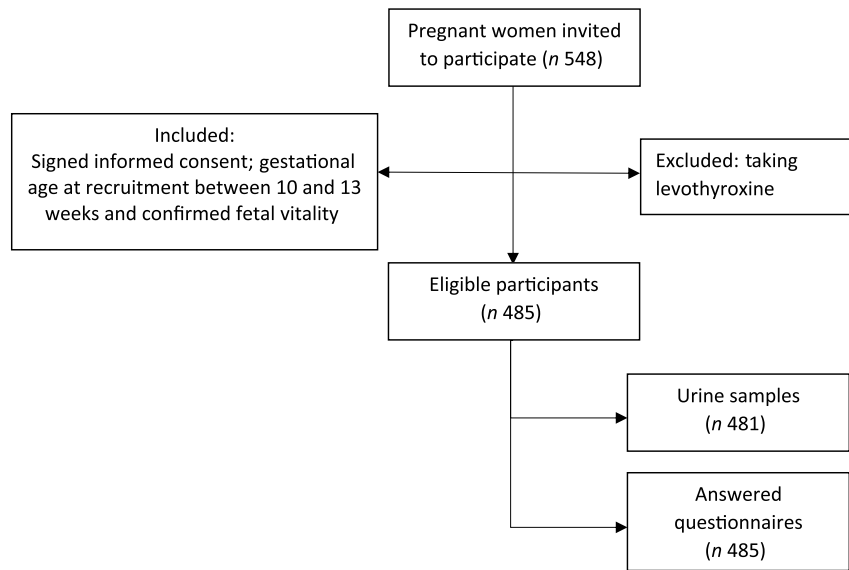 Pregnant women invited
to participate (n 548)
Included:
Signed informed consent; gestational
age at recruitment between 10 and 13
weeks and confirmed fetal vitality
Excluded: taking
levothyroxine
Eligible participants
(n 485)
Urine samples
(n 481)
Answered
questionnaires
(n 485)